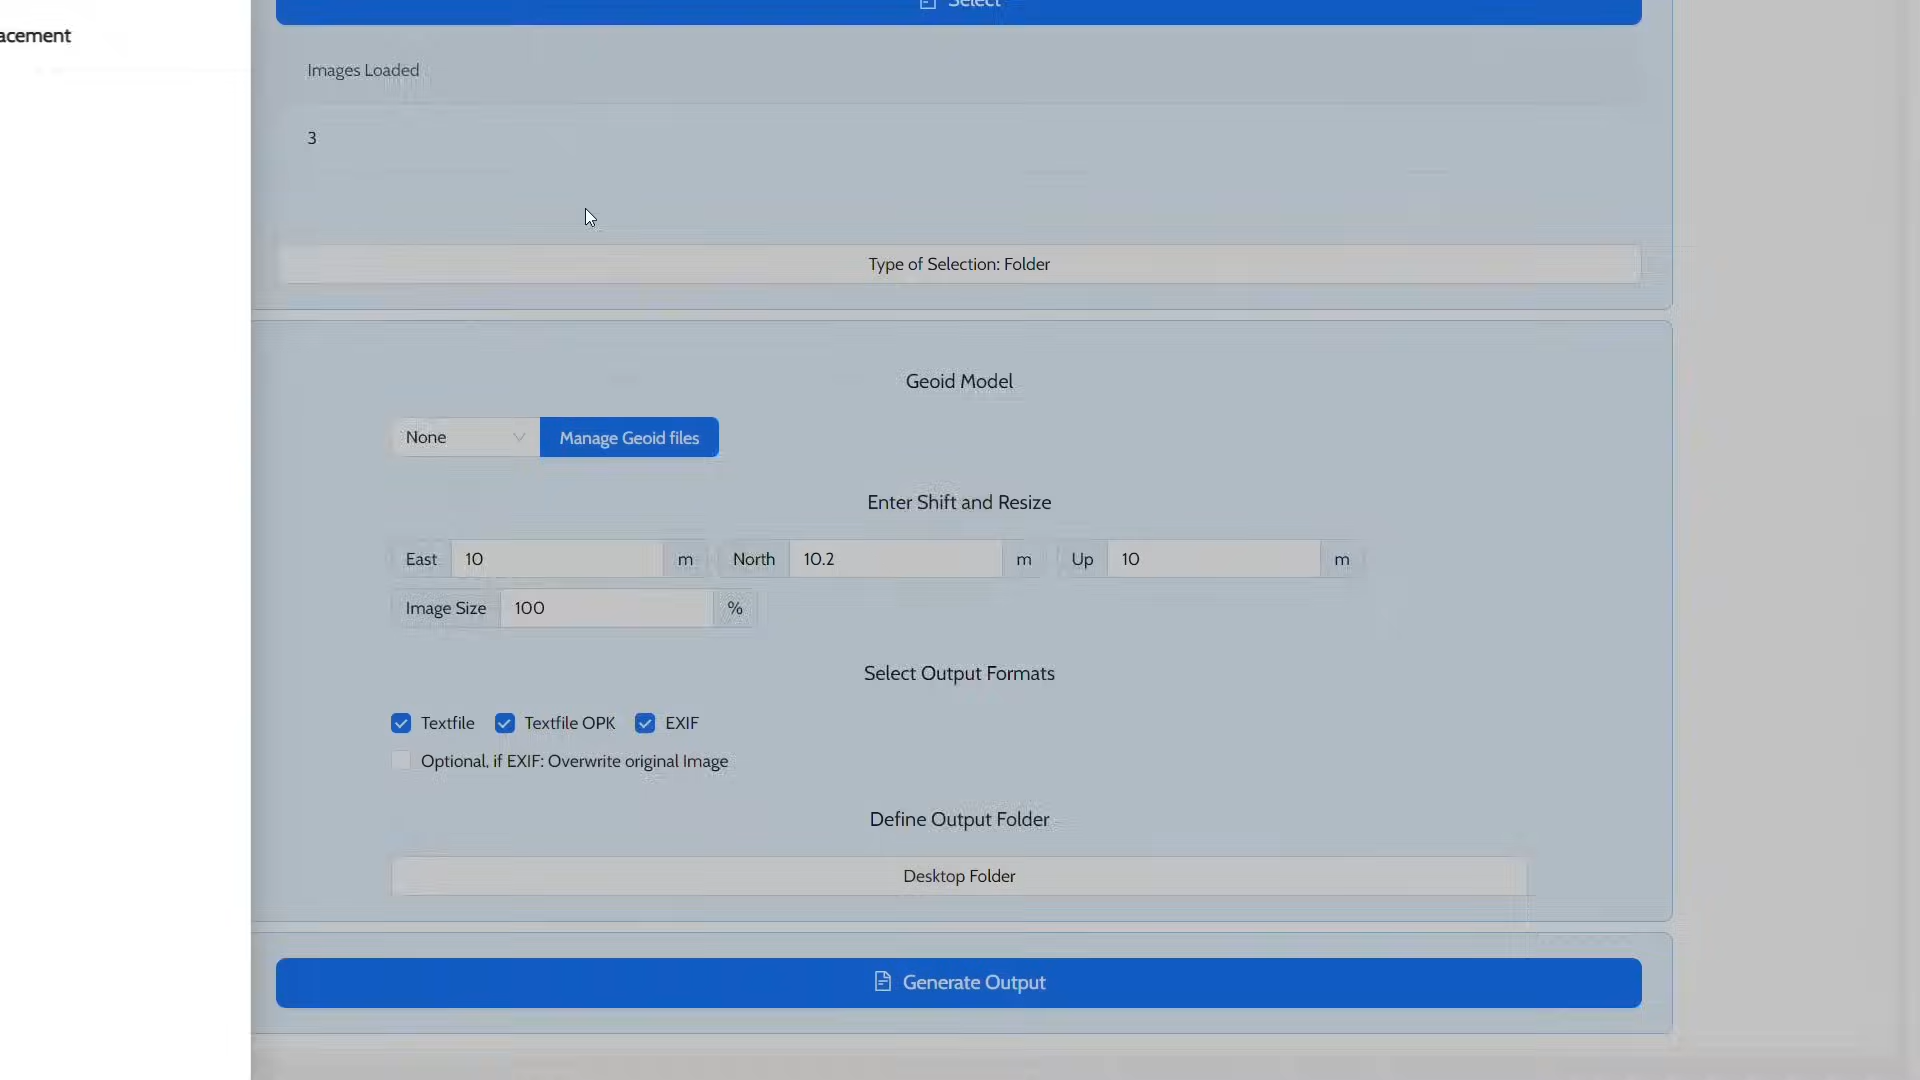 Select
acement
Images Loaded
3
Type of Selection: Folder
Geoid Model
None
Manage Geoid files
Enter Shift and Resize
East 10 m North 10.2 m Up 10 m
Image Size 100 %
Select Output Formats
Textfile Textfile OPK EXIF
Optional, if EXIF: Overwrite original Image
Define Output Folder
Desktop Folder
Generate Output